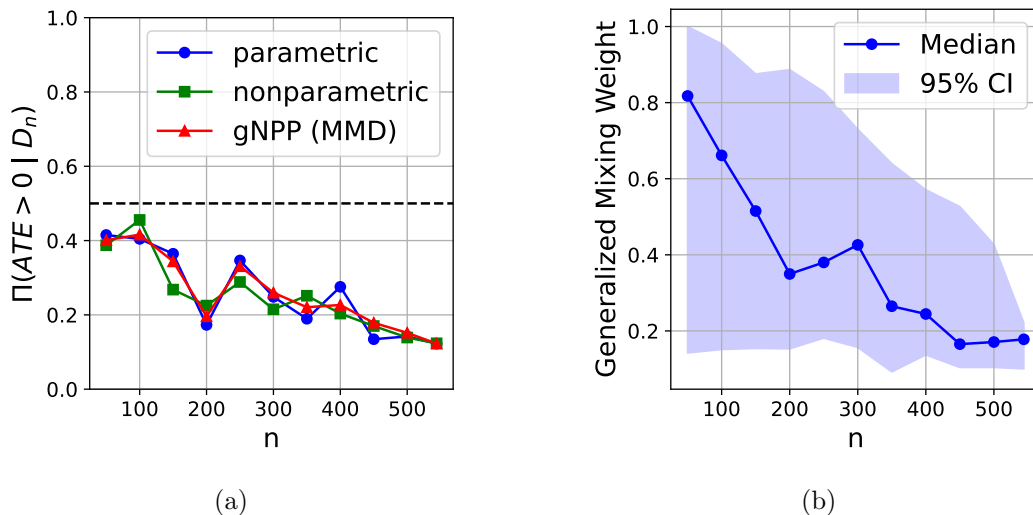 1.0
0.8
0.6
0.4
0.2
0.0
Π(ATE > 0 | Dₙ)
parametric
nonparametric
gNPP (MMD)
100 200 300 400 500
n
(a)
1.0
0.8
0.6
0.4
0.2
Generalized Mixing Weight
Median
95% CI
100 200 300 400 500
n
(b)